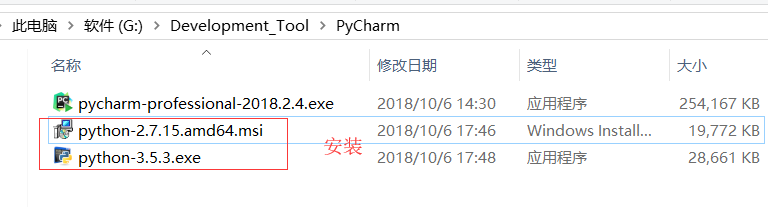 此电脑 > 软件 (G:) > Development_Tool > PyCharm
名称 修改日期 类型 大小
pycharm-professional-2018.2.4.exe 2018/10/6 14:30 应用程序 254,167 KB
python-2.7.15.amd64.msi 2018/10/6 17:46 Windows Install... 19,772 KB
python-3.5.3.exe 2018/10/6 17:48 应用程序 28,661 KB
安装